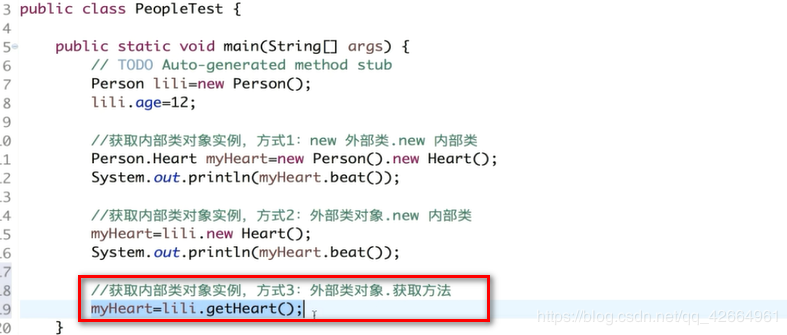 3 public class PeopleTest {
4
5 public static void main(String[] args) {
6 // TODO Auto-generated method stub
7 Person lili=new Person();
8 lili.age=12;
9
10 //获取内部类对象实例，方式1：new 外部类.new 内部类
11 Person.Heart myHeart=new Person().new Heart();
12 System.out.println(myHeart.beat());
13
14 //获取内部类对象实例，方式2：外部类对象.new 内部类
15 myHeart=lili.new Heart();
16 System.out.println(myHeart.beat());
17
18 //获取内部类对象实例，方式3：外部类对象.获取方法
19 myHeart=lili.getHeart();
20 }
https://blog.csdn.net/qq_42664961